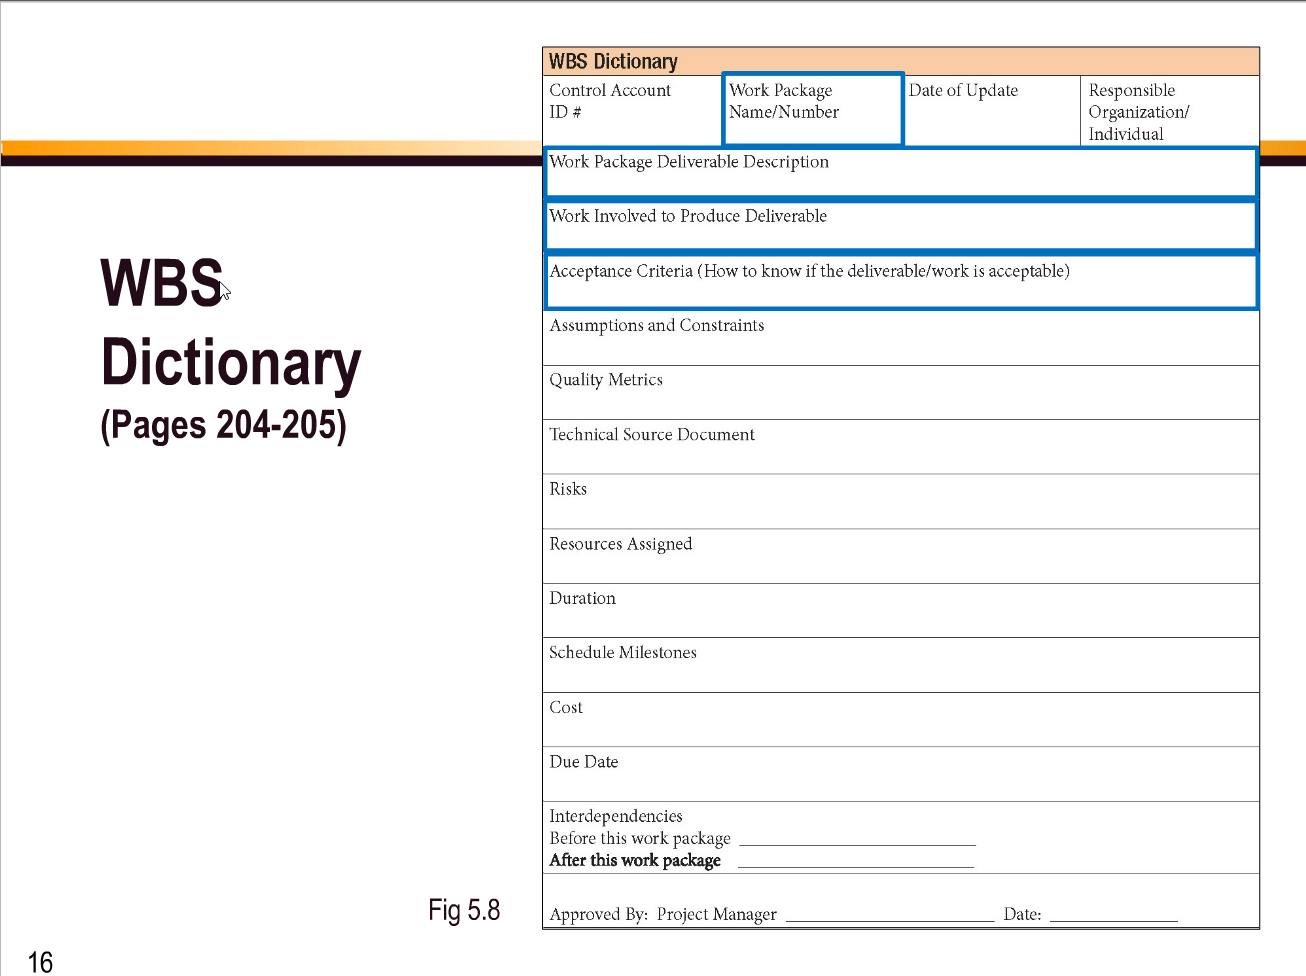 WBS
Dictionary
(Pages 204-205)
WBS Dictionary
Control Account
ID #
Work Package
Name/Number
Date of Update
Responsible
Organization/
Individual
Work Package Deliverable Description
Work Involved to Produce Deliverable
Acceptance Criteria (How to know if the deliverable/work is acceptable)
Assumptions and Constraints
Quality Metrics
Technical Source Document
Risks
Resources Assigned
Duration
Schedule Milestones
Cost
Due Date
Interdependencies
Before this work package
After this work package
Approved By: Project Manager Date:
Fig 5.8
16